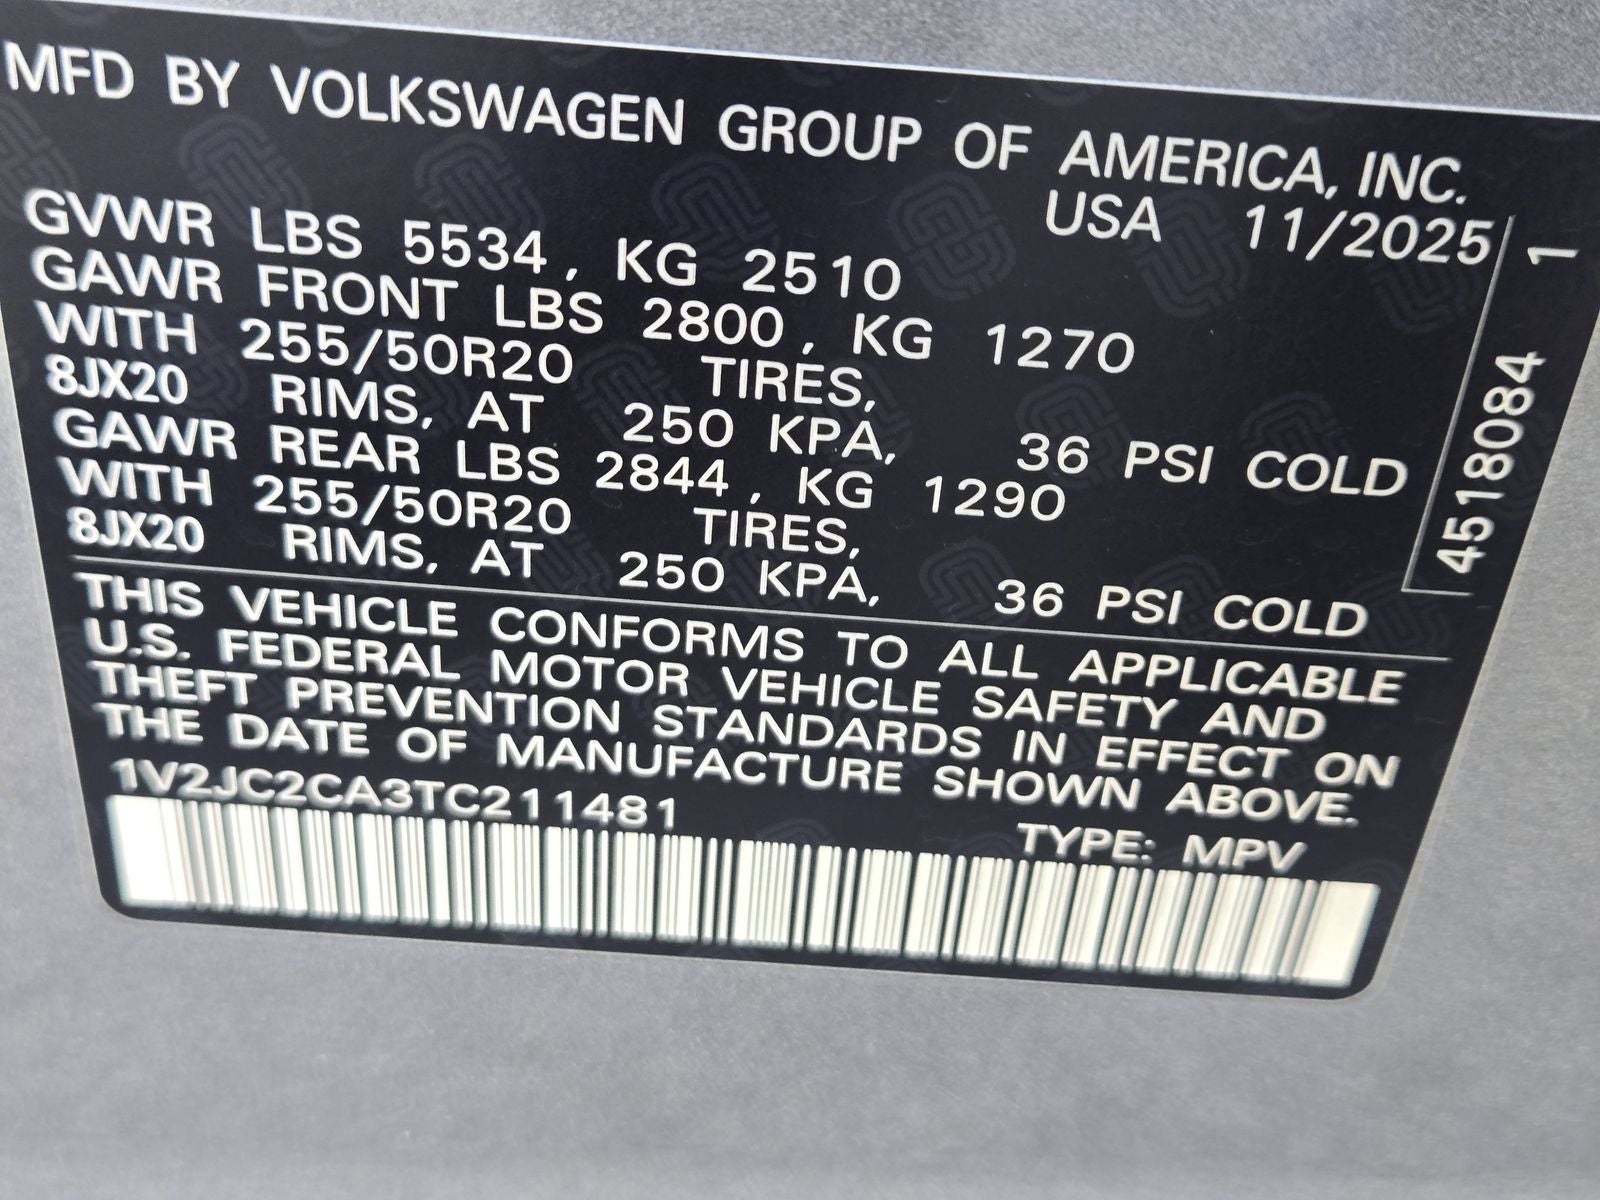 MFD BY VOLKSWAGEN GROUP OF AMERICA, INC.
USA 11/2025
GVWR LBS 5534, KG 2510
GAWR FRONT LBS 2800, KG 1270
WITH 255/50R20 TIRES,
8JX20 RIMS, AT 250 KPA, 36 PSI COLD
GAWR REAR LBS 2844, KG 1290
WITH 255/50R20 TIRES,
8JX20 RIMS, AT 250 KPA, 36 PSI COLD
THIS VEHICLE CONFORMS TO ALL APPLICABLE
U.S. FEDERAL MOTOR VEHICLE SAFETY AND
THEFT PREVENTION STANDARDS IN EFFECT ON
THE DATE OF MANUFACTURE SHOWN ABOVE.
1V2JC2CA3TC211481
TYPE: MPV
4518084 1